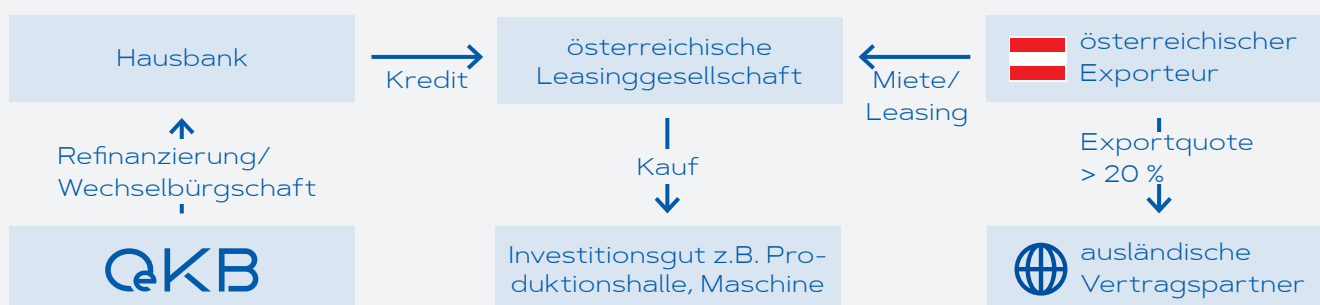 Hausbank
Kredit
österreichische
Leasinggesellschaft
Miete/
Leasing
österreichischer
Exporteur
Refinanzierung/
Wechselbürgschaft
Kauf
Exportquote
> 20 %
OeKB
Investitionsgut z.B. Pro-
duktionshalle, Maschine
ausländische
Vertragspartner